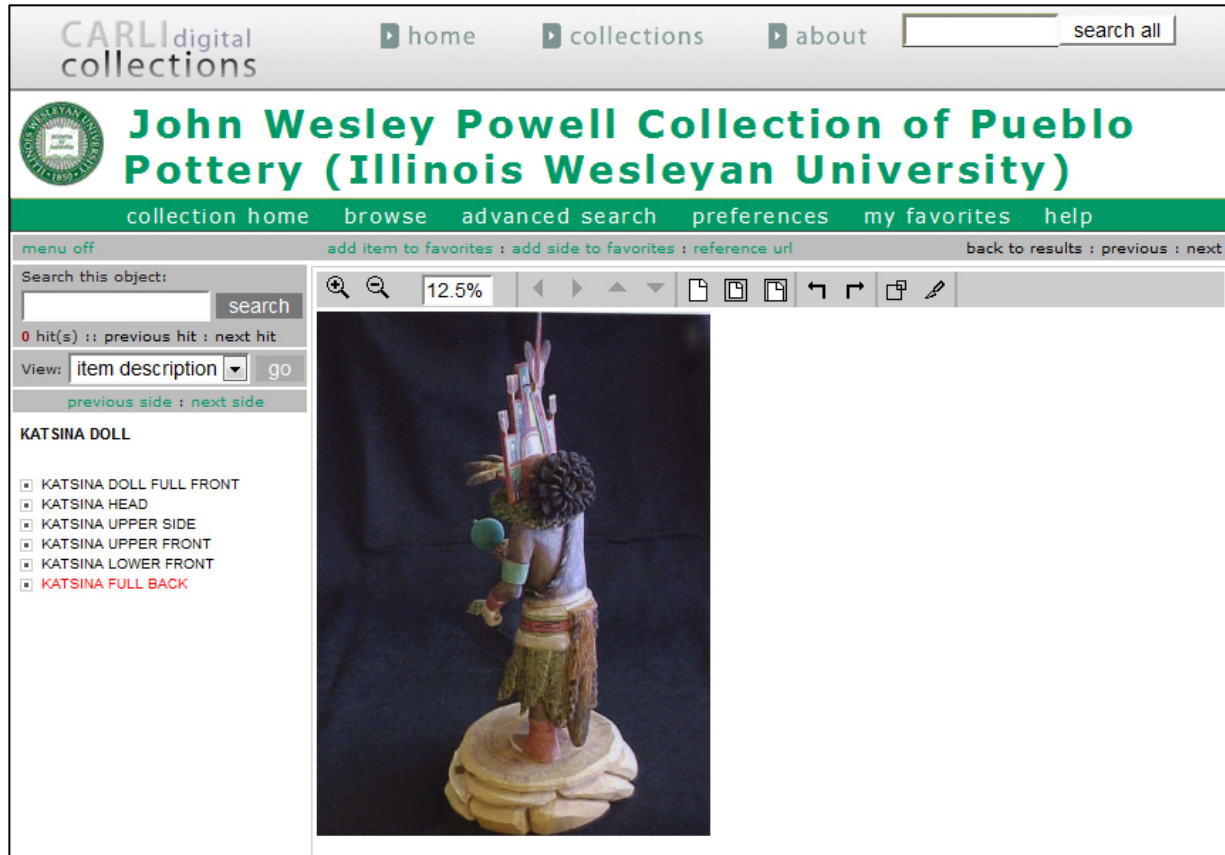 CARLI digital
collections
home
collections
about
search all
John Wesley Powell Collection of Pueblo
Pottery (Illinois Wesleyan University)
collection home browse advanced search preferences my favorites help
menu off
add item to favorites : add side to favorites : reference url
back to results : previous : next
Search this object:
search
0 hit(s) :: previous hit : next hit
View: item description go
previous side : next side
12.5%
KATSINA DOLL
KATSINA DOLL FULL FRONT
KATSINA HEAD
KATSINA UPPER SIDE
KATSINA UPPER FRONT
KATSINA LOWER FRONT
KATSINA FULL BACK
ILLINOIS WESLEYAN UNIVERSITY
1850